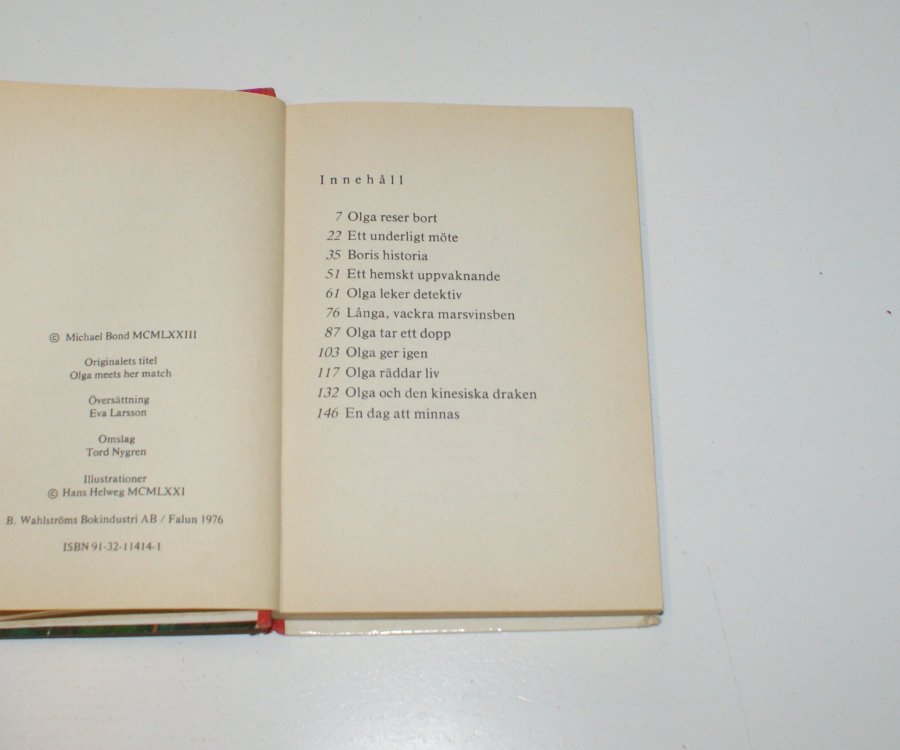 © Michael Bond MCMLXXIII
Originalets titel
Olga meets her match
Översättning
Eva Larsson
Omslag
Tord Nygren
Illustrationer
© Hans Helweg MCMLXXI
B. Wahlströms Bokindustri AB / Falun 1976
ISBN 91-32-11414-1
Innehåll
7 Olga reser bort
22 Ett underligt möte
35 Boris historia
51 Ett hemskt uppvaknande
61 Olga leker detektiv
76 Långa, vackra marsvinsben
87 Olga tar ett dopp
103 Olga ger igen
117 Olga räddar liv
132 Olga och den kinesiska draken
146 En dag att minnas